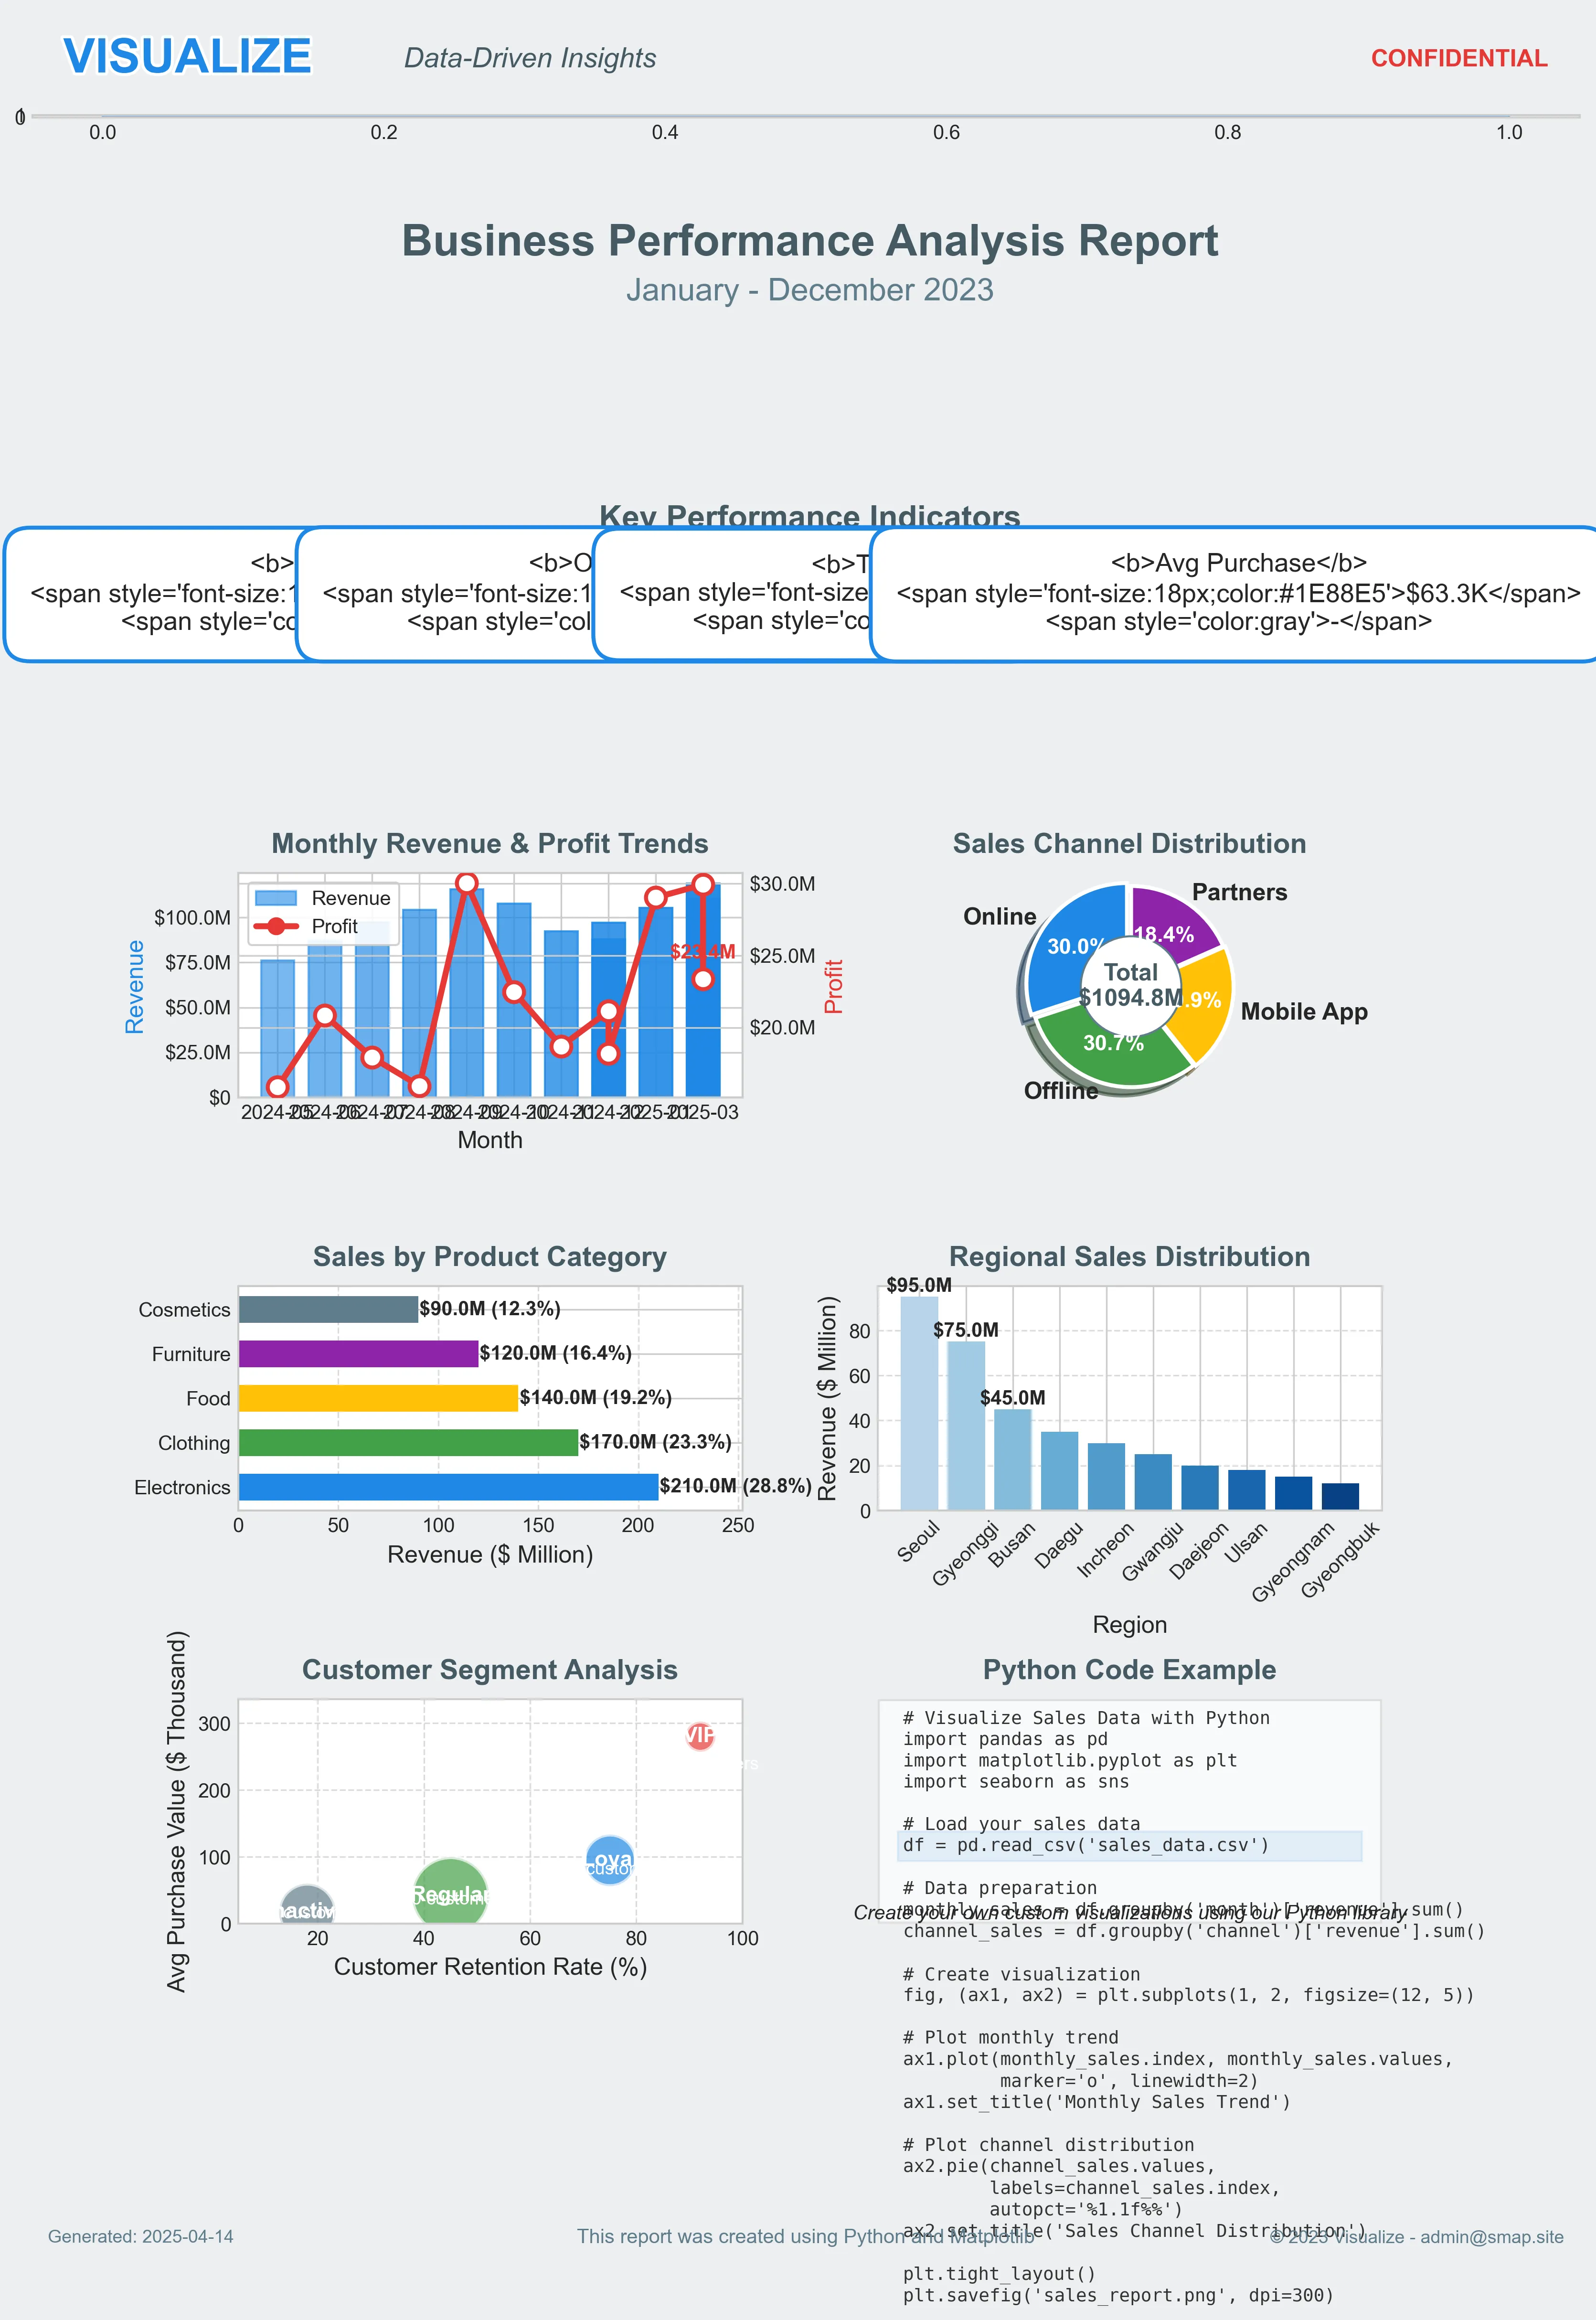 VISUALIZE
Data-Driven Insights
CONFIDENTIAL
0.0 0.2 0.4 0.6 0.8 1.0
Business Performance Analysis Report
January - December 2023
Key Performance Indicators
<b>
<span style='font-size:1
<span style='co
<b>O
<span style='font-size:1
<span style='col
<b>T
<span style='font-size
<span style='co
<b>Avg Purchase</b>
<span style='font-size:18px;color:#1E88E5'>$63.3K</span>
<span style='color:gray'>-</span>
Monthly Revenue & Profit Trends
Revenue
Profit
$100.0M
$75.0M
$50.0M
$25.0M
$0
Revenue
$30.0M
$25.0M
$20.0M
Profit
$23.4M
2024-05 2024-06 2024-07 2024-08 2024-09 2024-10 2024-11 2024-12 2025-01 2025-03
Month
Sales Channel Distribution
Online
Partners
Mobile App
Offline
30.0%
18.4%
.9%
30.7%
Total
$1094.8M
Sales by Product Category
Cosmetics
$90.0M (12.3%)
Furniture
$120.0M (16.4%)
Food
$140.0M (19.2%)
Clothing
$170.0M (23.3%)
Electronics
$210.0M (28.8%)
0 50 100 150 200 250
Revenue ($ Million)
Regional Sales Distribution
$95.0M
$75.0M
$45.0M
80
60
40
20
0
Revenue ($ Million)
Seoul
Gyeonggi
Busan
Daegu
Incheon
Gwangju
Daejeon
Ulsan
Gyeongnam
Gyeongbuk
Region
Customer Segment Analysis
Avg Purchase Value ($ Thousand)
300
200
100
0
VIP
Regular
20 40 60 80 100
Customer Retention Rate (%)
Python Code Example
# Visualize Sales Data with Python
import pandas as pd
import matplotlib.pyplot as plt
import seaborn as sns
# Load your sales data
df = pd.read_csv('sales_data.csv')
# Data preparation
monthly_sales = df.groupby('month')['revenue'].sum()
Create your own custom visualizations using our Python library
channel_sales = df.groupby('channel')['revenue'].sum()
# Create visualization
fig, (ax1, ax2) = plt.subplots(1, 2, figsize=(12, 5))
# Plot monthly trend
ax1.plot(monthly_sales.index, monthly_sales.values,
marker='o', linewidth=2)
ax1.set_title('Monthly Sales Trend')
# Plot channel distribution
ax2.pie(channel_sales.values,
labels=channel_sales.index,
autopct='%1.1f%%')
ax2.set_title('Sales Channel Distribution')
plt.tight_layout()
plt.savefig('sales_report.png', dpi=300)
Generated: 2025-04-14
This report was created using Python and Matplotlib
Visualize - admin@smap.site